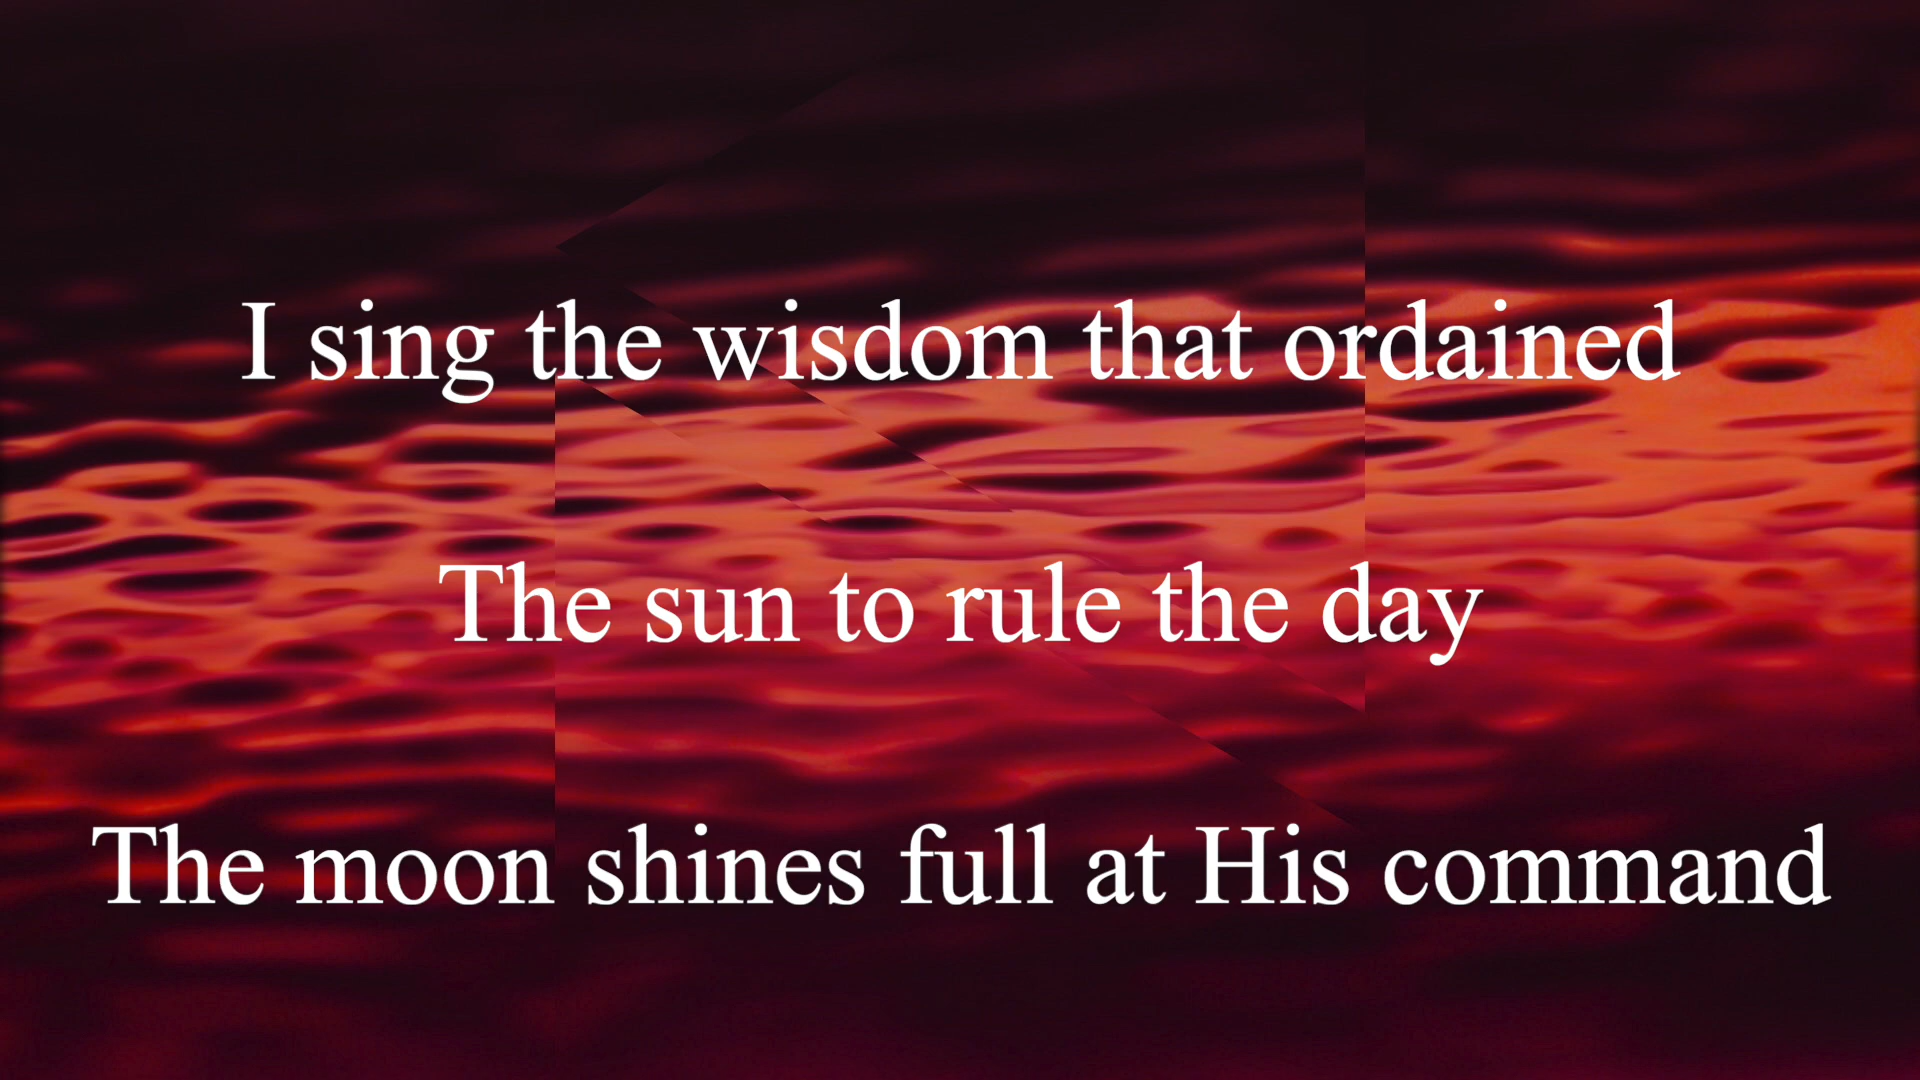 I sing the wisdom that ordained
The sun to rule the day
The moon shines full at His command